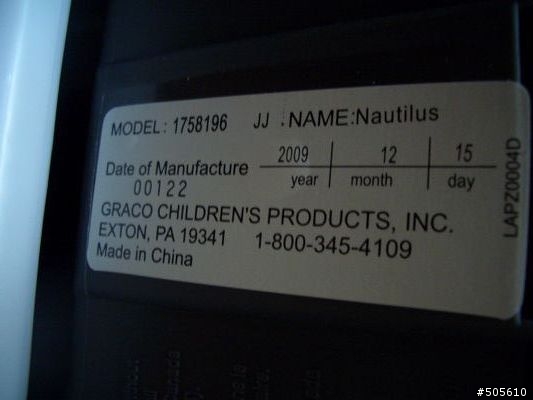 MODEL: 1758196 JJ NAME:Nautilus
Date of Manufacture 2009 12 15
00122 year month day
GRACO CHILDREN'S PRODUCTS, INC.
EXTON, PA 19341 1-800-345-4109
Made in China
LAPZ0004D
#505610